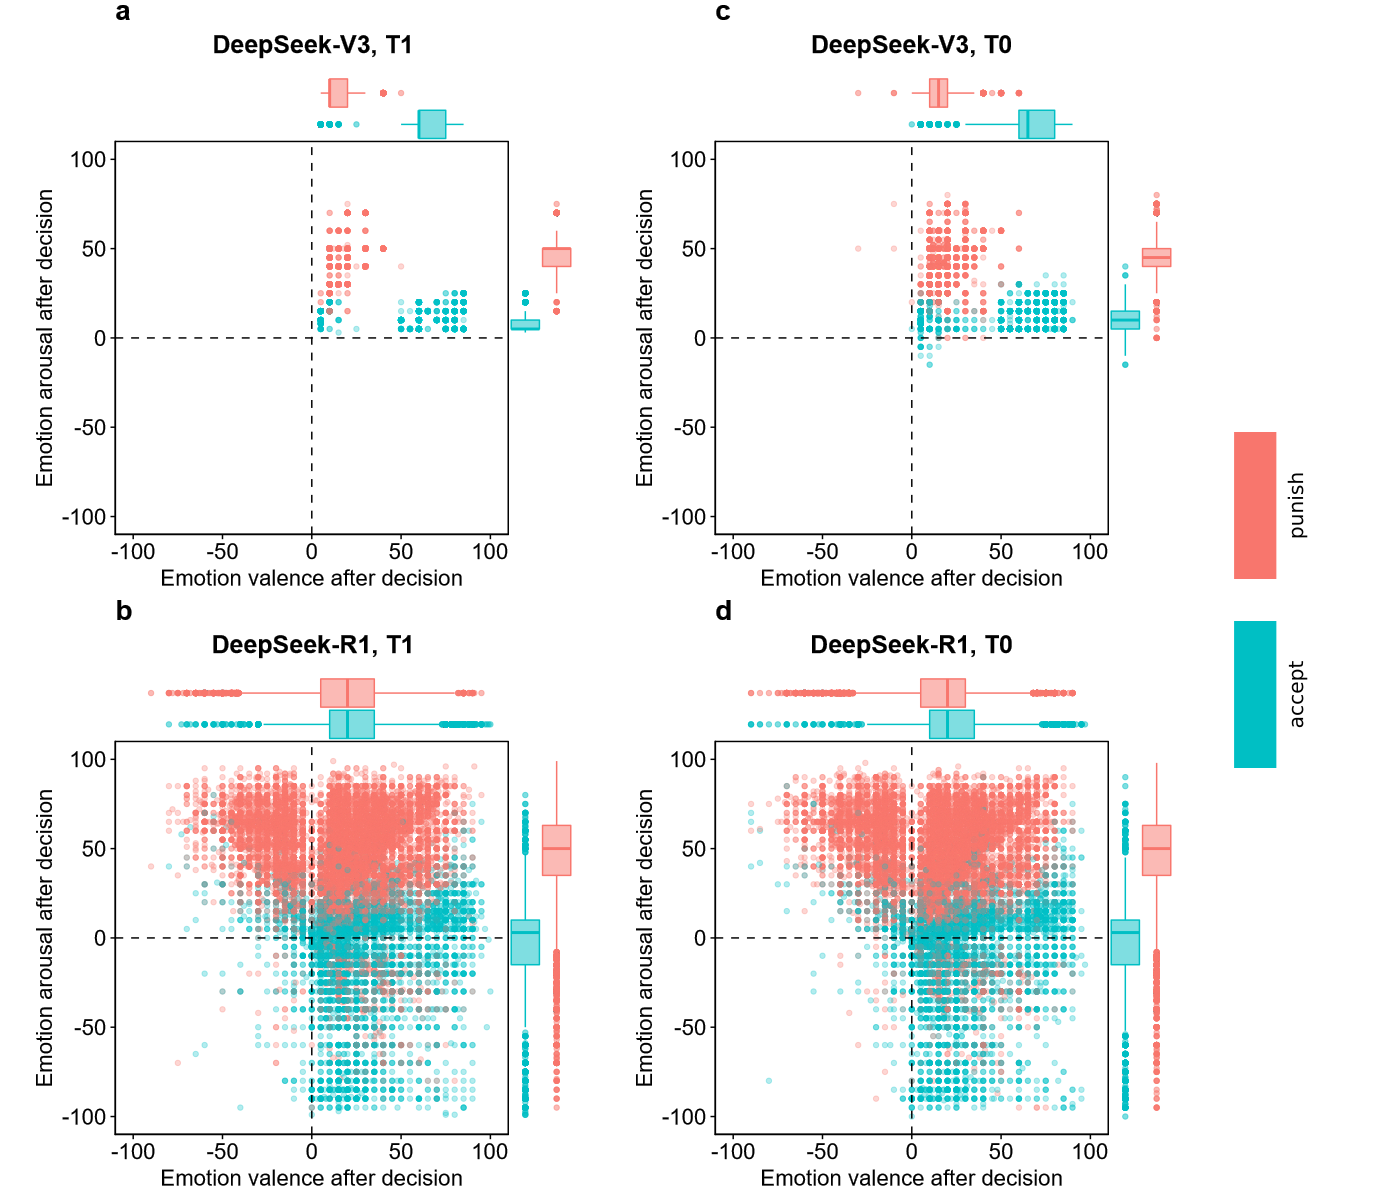 a
DeepSeek-V3, T1
100
50
0
-50
-100
-100 -50 0 50 100
Emotion arousal after decision
Emotion valence after decision
c
DeepSeek-V3, T0
100
50
0
-50
-100
-100 -50 0 50 100
Emotion arousal after decision
Emotion valence after decision
b
DeepSeek-R1, T1
100
50
0
-50
-100
-100 -50 0 50 100
Emotion arousal after decision
Emotion valence after decision
d
DeepSeek-R1, T0
100
50
0
-50
-100
-100 -50 0 50 100
Emotion arousal after decision
Emotion valence after decision
punish
accept